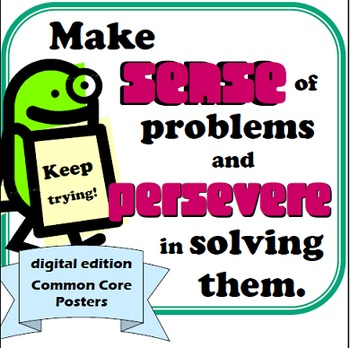 Make
sense of
problems
and
persevere
in solving
them.
Keep
trying!
digital edition
Common Core
Posters